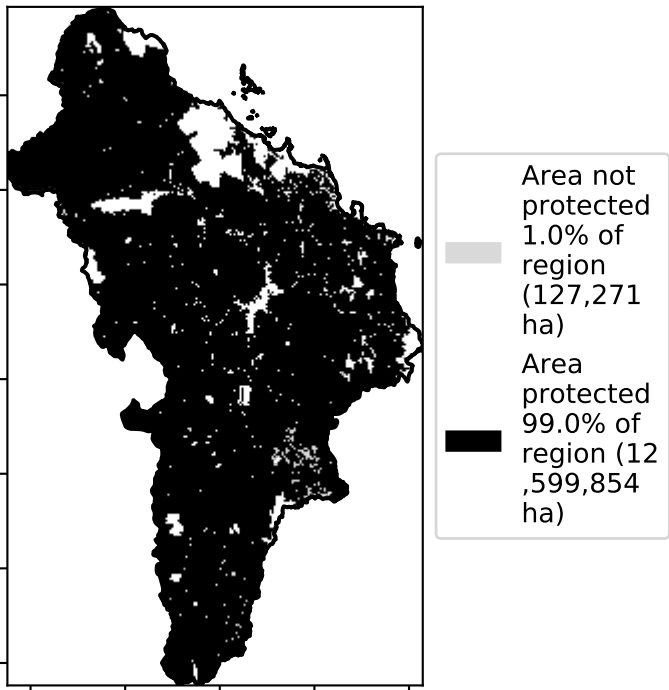 Area not
protected
1.0% of
region
(127,271
ha)
Area
protected
99.0% of
region (12
,599,854
ha)